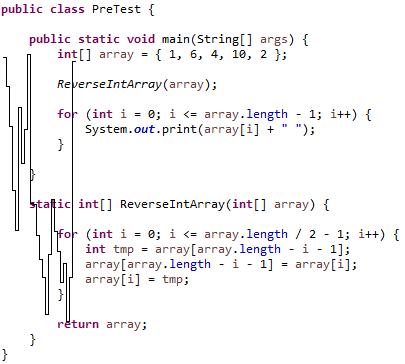 public class PreTest {
public static void main(String[] args) {
int[] array = { 1, 6, 4, 10, 2 };
ReverseIntArray(array);
for (int i = 0; i <= array.length - 1; i++) {
System.out.print(array[i] + " ");
}
}
static int[] ReverseIntArray(int[] array) {
for (int i = 0; i <= array.length / 2 - 1; i++) {
int tmp = array[array.length - i - 1];
array[array.length - i - 1] = array[i];
array[i] = tmp;
}
return array;
}
}